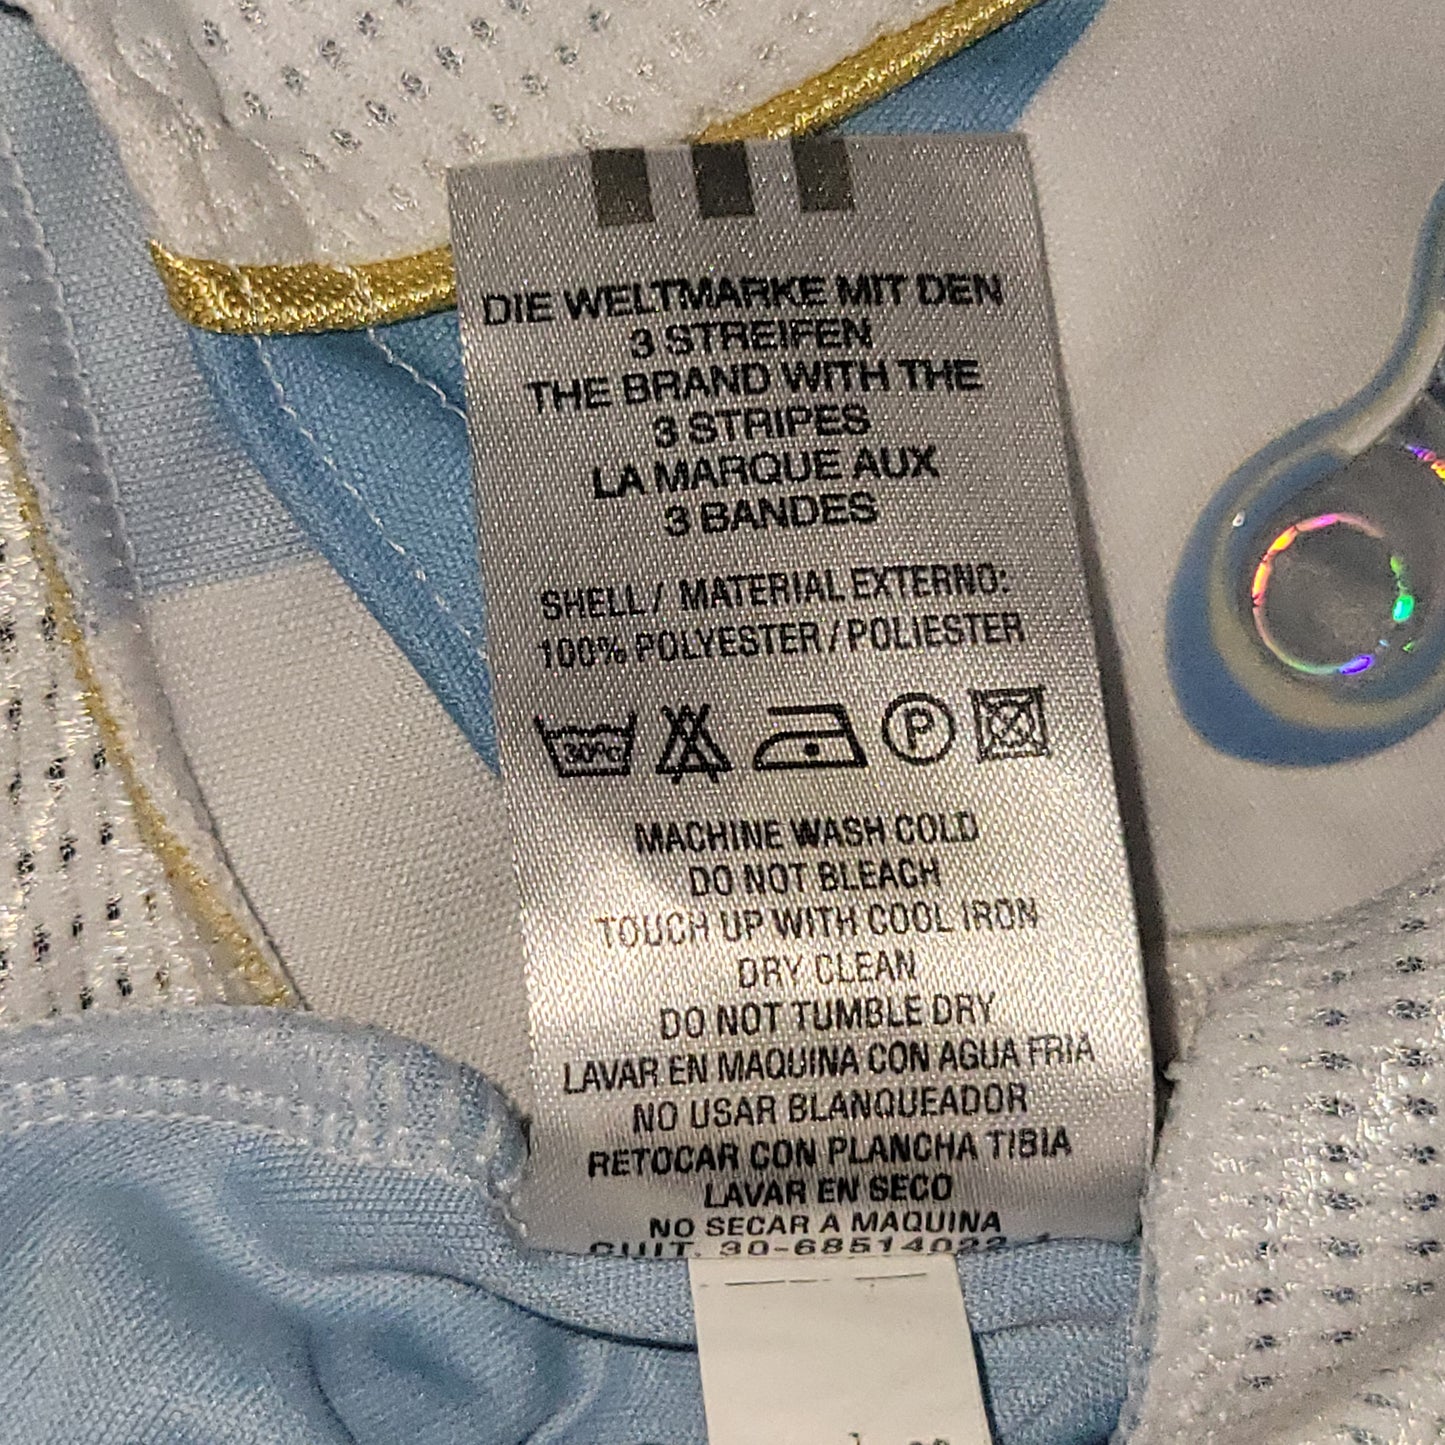 DIE WELTMARKE MIT DEN
3 STREIFEN
THE BRAND WITH THE
3 STRIPES
LA MARQUE AUX
3 BANDES
SHELL / MATERIAL EXTERNO:
100% POLYESTER / POLIESTER
30ºC P
MACHINE WASH COLD
DO NOT BLEACH
TOUCH UP WITH COOL IRON
DRY CLEAN
DO NOT TUMBLE DRY
LAVAR EN MAQUINA CON AGUA FRIA
NO USAR BLANQUEADOR
RETOCAR CON PLANCHA TIBIA
LAVAR EN SECO
NO SECAR A MAQUINA
CUIT.